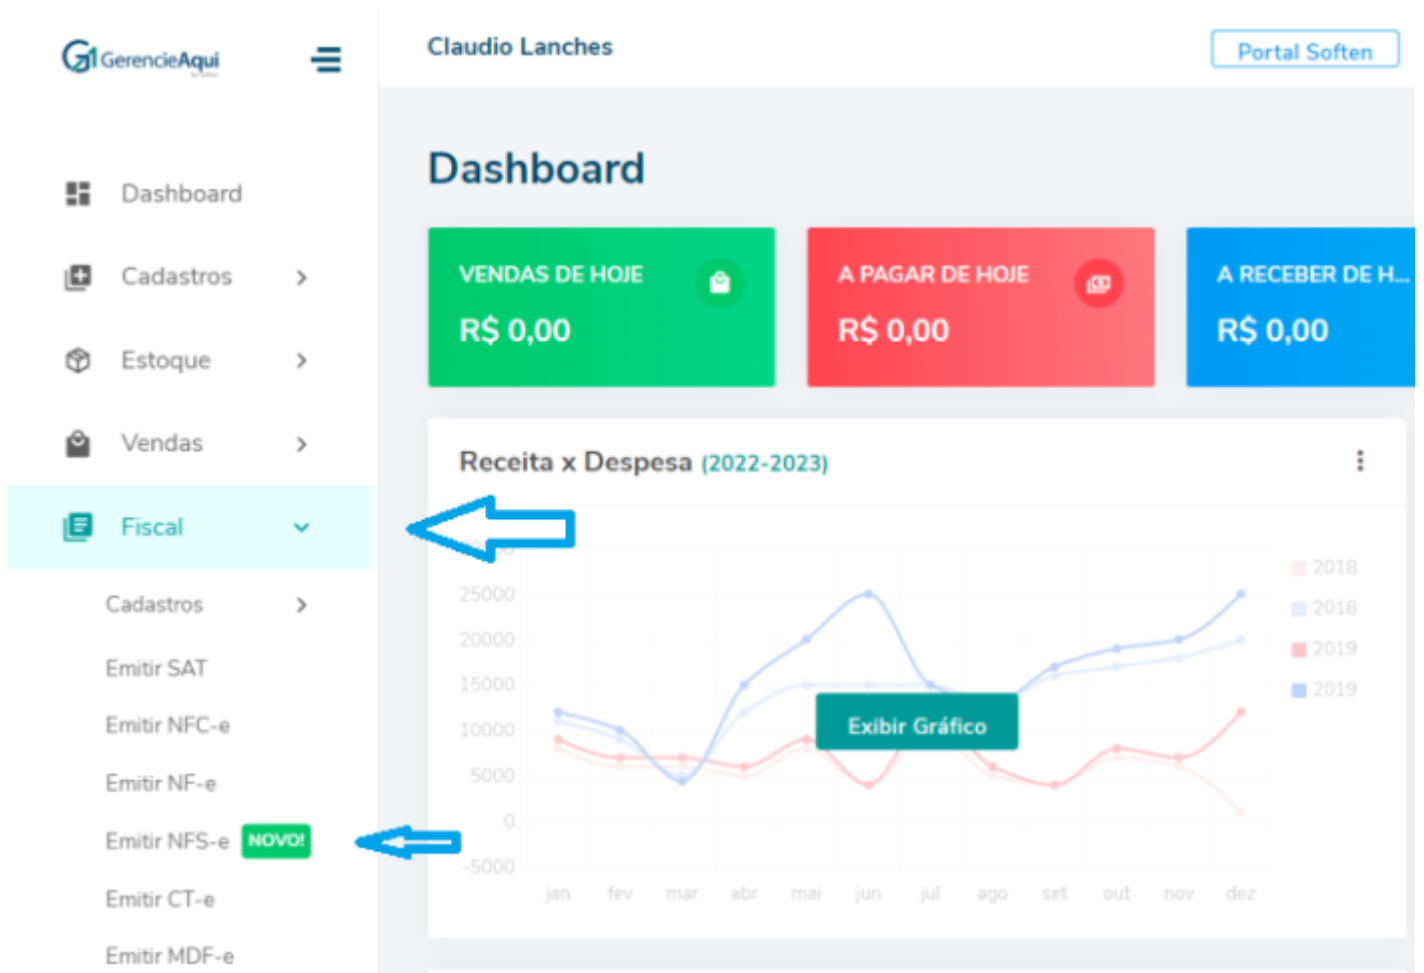 GerencieAqui
Claudio Lanches
Portal Soften
Dashboard
Cadastros
Estoque
Vendas
Fiscal
Cadastros
Emitir SAT
Emitir NFC-e
Emitir NF-e
Emitir NFS-e NOVO!
Emitir CT-e
Emitir MDF-e
Dashboard
VENDAS DE HOJE
R$ 0,00
A PAGAR DE HOJE
R$ 0,00
A RECEBER DE H...
R$ 0,00
Receita x Despesa (2022-2023)
25000
20000
15000
10000
5000
0
-5000
jan fev mar abr mai jun jul ago set out nov dez
Exibir Gráfico
2018
2018
2019
2019